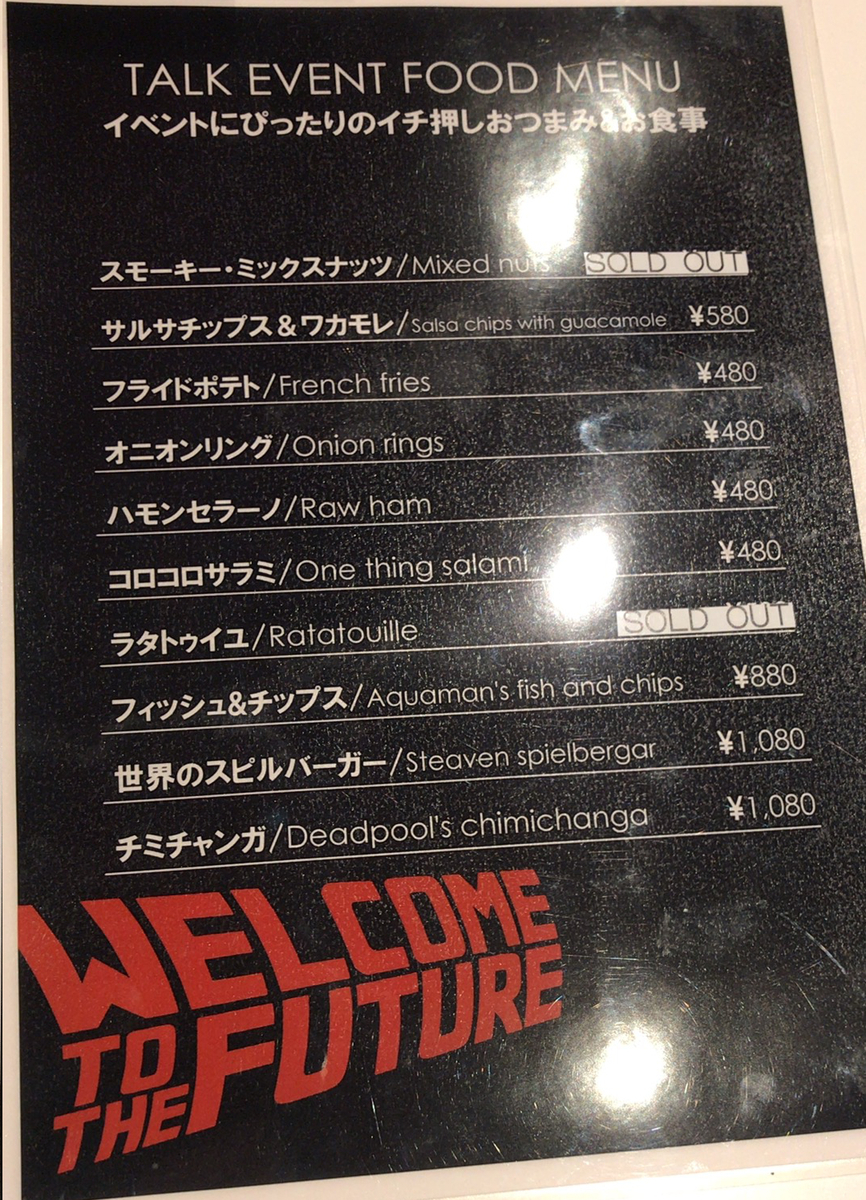 TALK EVENT FOOD MENU
イベントにぴったりのイチ押しおつまみ&お食事
スモーキー・ミックスナッツ/Mixed nuts SOLD OUT
サルサチップス&ワカモレ/Salsa chips with guacamole ¥580
フライドポテト/French fries ¥480
オニオンリング/Onion rings ¥480
ハモンセラーノ/Raw ham ¥480
コロコロサラミ/One thing salami ¥480
ラタトゥイユ/Ratatouille SOLD OUT
フィッシュ&チップス/Aquaman's fish and chips ¥880
世界のスピルバーガー/Steaven spielbergar ¥1,080
チミチャンガ/Deadpool's chimichanga ¥1,080
WELCOME
TO THE FUTURE